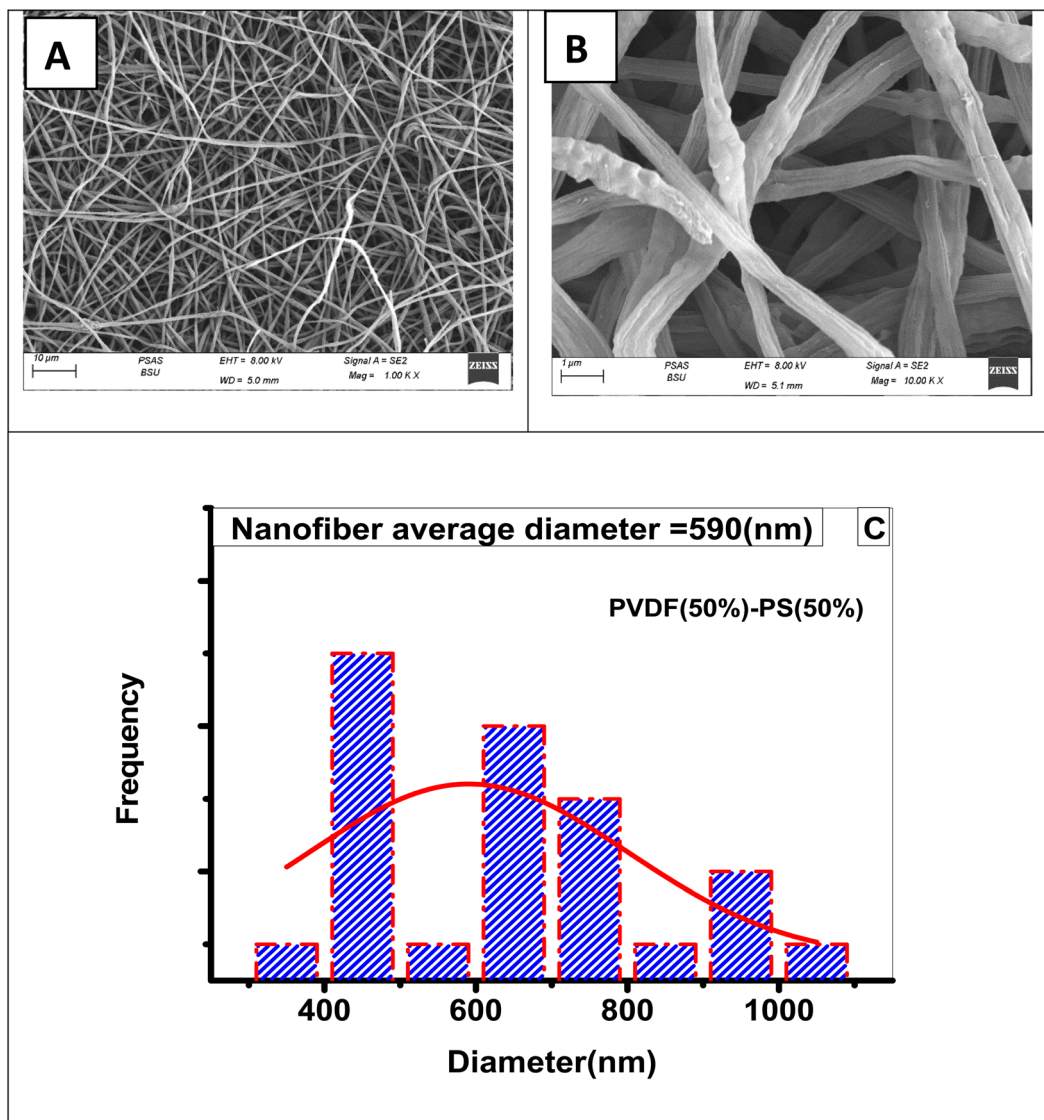 A
10 µm
PSAS
BSU
EHT = 8.00 kV
WD = 5.0 mm
Signal A = SE2
Mag = 1.00 K X
ZEISS
B
1 µm
PSAS
BSU
EHT = 8.00 kV
WD = 5.1 mm
Signal A = SE2
Mag = 10.00 K X
ZEISS
Nanofiber average diameter =590(nm)
C
PVDF(50%)-PS(50%)
Frequency
400 600 800 1000
Diameter(nm)